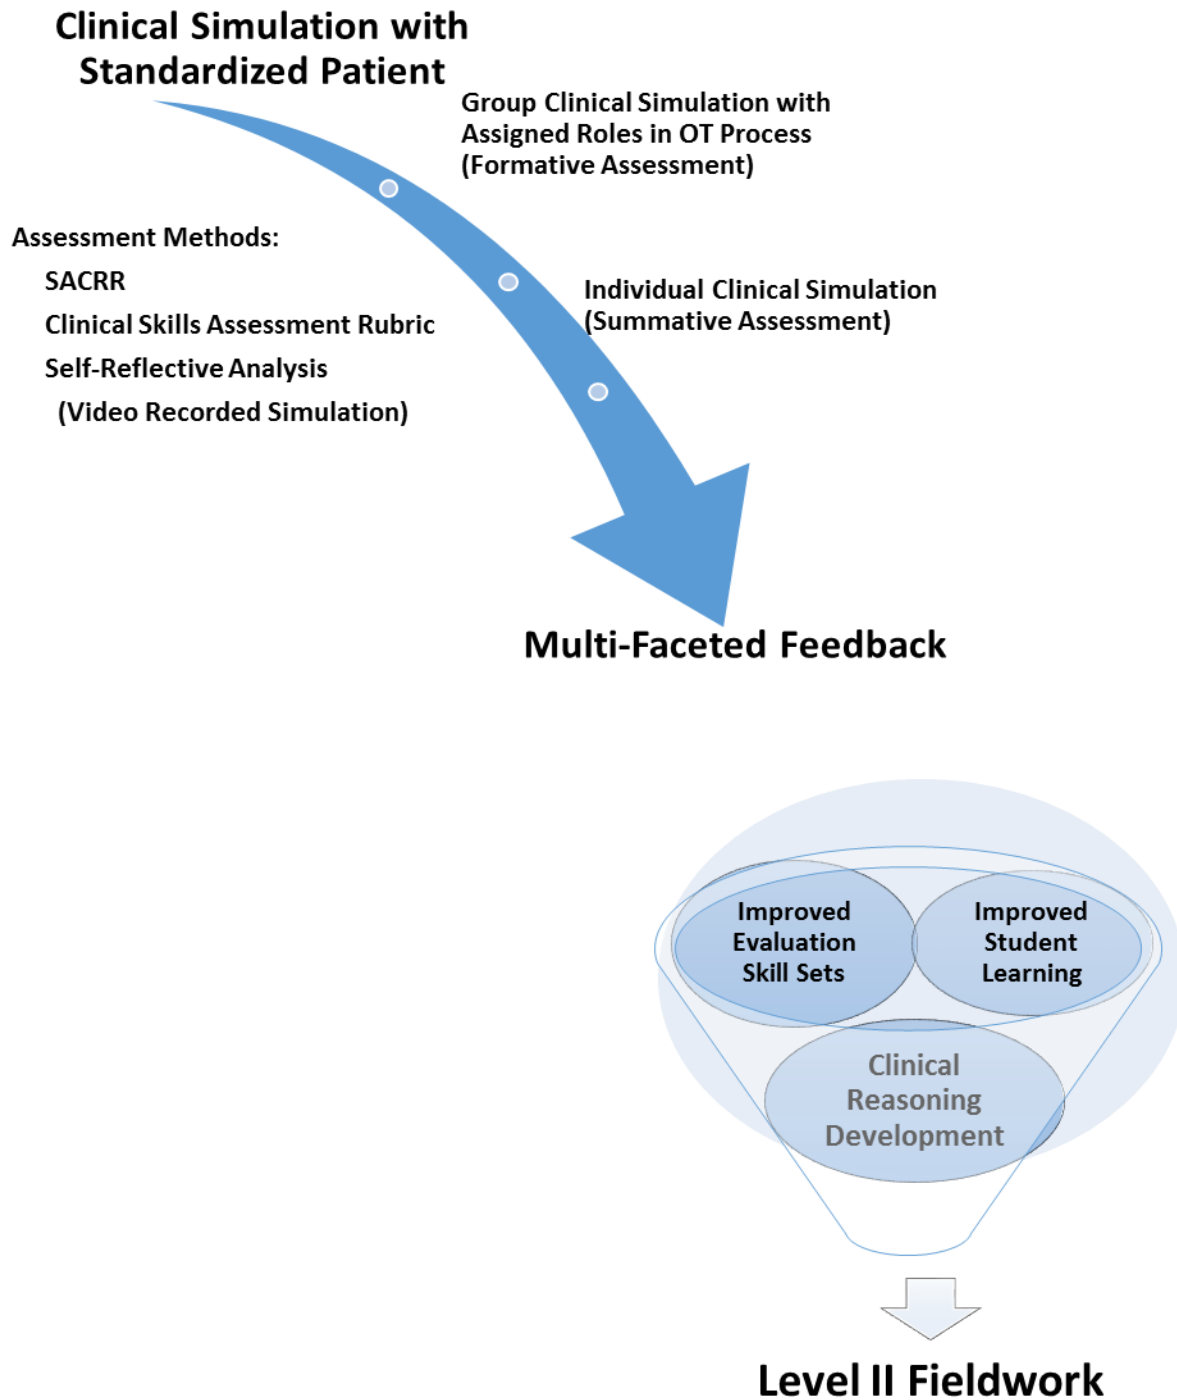 Clinical Simulation with
Standardized Patient
Group Clinical Simulation with
Assigned Roles in OT Process
(Formative Assessment)
Assessment Methods:
SACRR
Clinical Skills Assessment Rubric
Self-Reflective Analysis
(Video Recorded Simulation)
Individual Clinical Simulation
(Summative Assessment)
Multi-Faceted Feedback
Improved
Evaluation
Skill Sets
Improved
Student
Learning
Clinical
Reasoning
Development
Level II Fieldwork